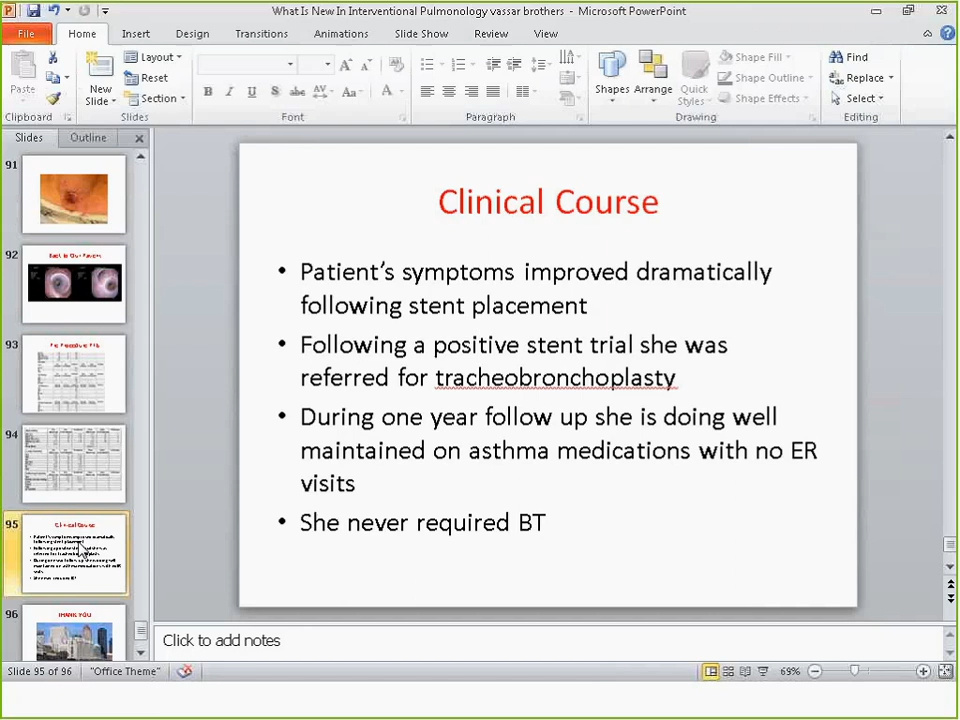 What Is New In Interventional Pulmonology vassar brothers - Microsoft PowerPoint
File Home Insert Design Transitions Animations Slide Show Review View
Paste
New
Slide
Layout
Reset
Section
Shapes Arrange Quick
Styles
Shape Fill
Shape Outline
Shape Effects
Find
Replace
Select
Clipboard Slides Font Paragraph Drawing Editing
Slides Outline
91
92
93
94
95
Clinical Course
96
THANK YOU
Clinical Course
• Patient’s symptoms improved dramatically
following stent placement
• Following a positive stent trial she was
referred for tracheobronchoplasty
• During one year follow up she is doing well
maintained on asthma medications with no ER
visits
• She never required BT
Click to add notes
Slide 95 of 96 "Office Theme" 69%